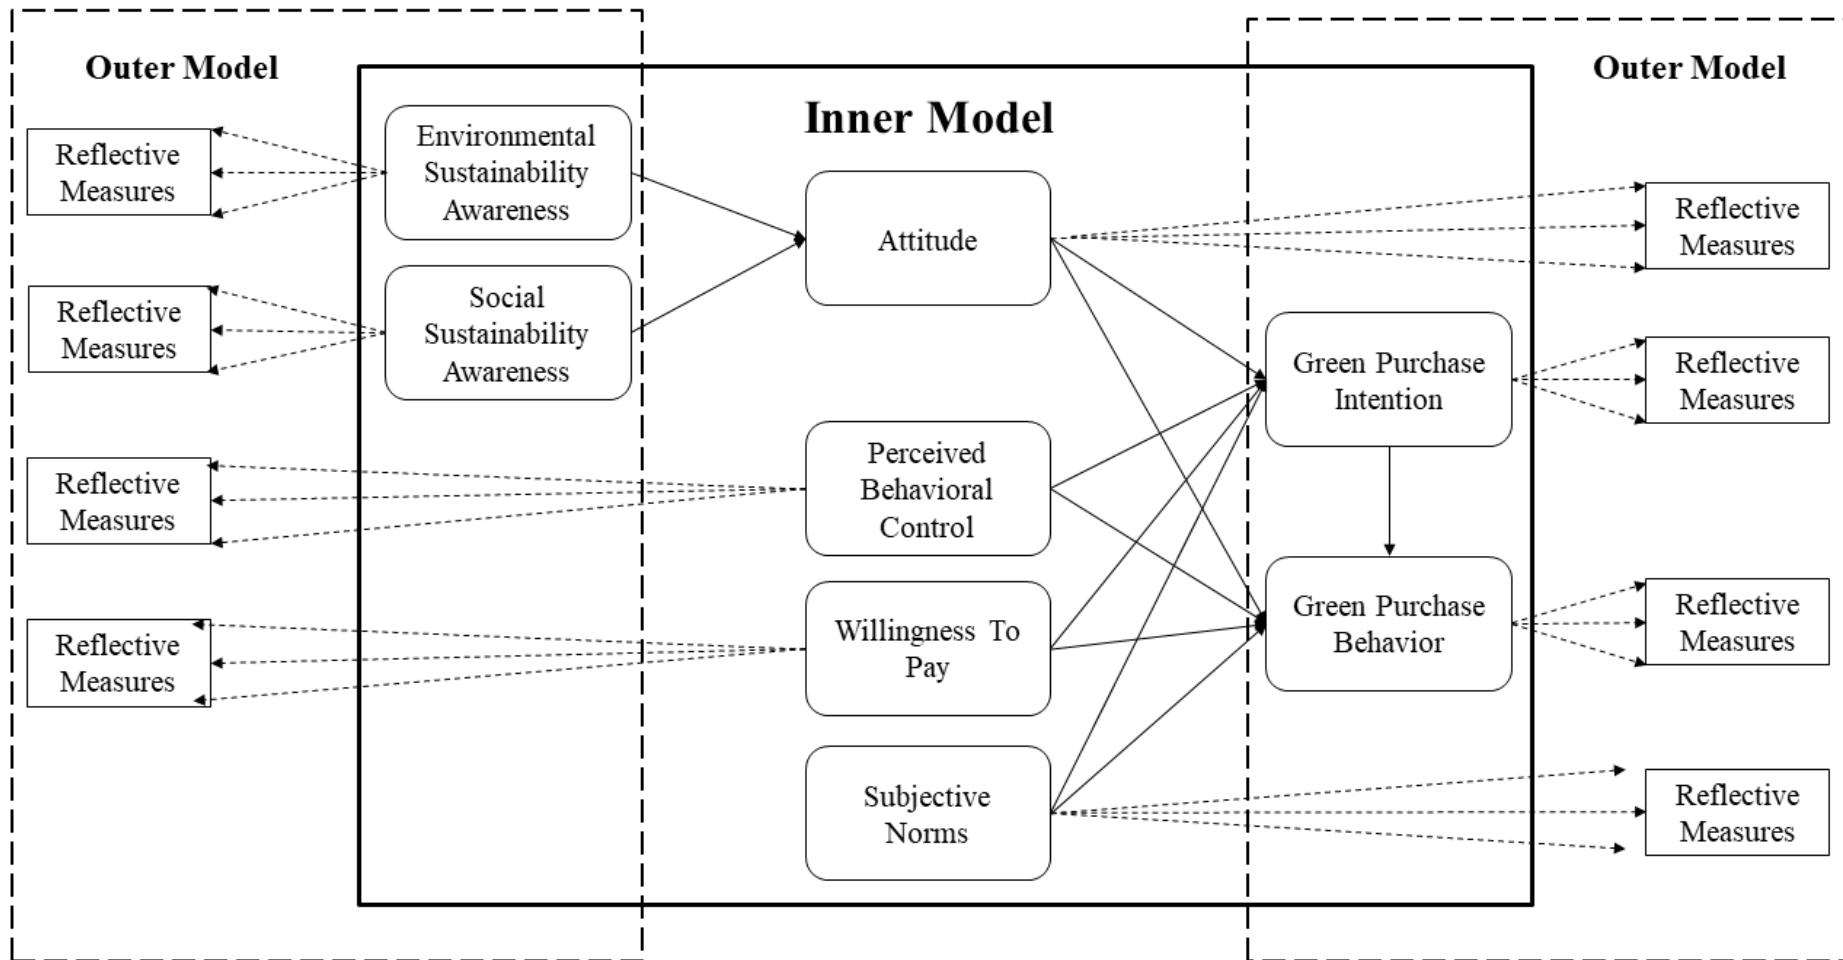 Outer Model
Inner Model
Outer Model
Reflective
Measures
Environmental
Sustainability
Awareness
Reflective
Measures
Social
Sustainability
Awareness
Reflective
Measures
Reflective
Measures
Attitude
Perceived
Behavioral
Control
Willingness To
Pay
Subjective
Norms
Green Purchase
Intention
Green Purchase
Behavior
Reflective
Measures
Reflective
Measures
Reflective
Measures
Reflective
Measures